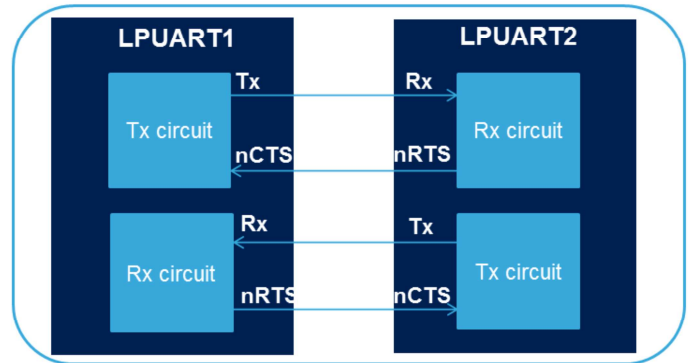 LPUART1
LPUART2
Tx
Rx
Tx circuit
Rx circuit
nCTS
nRTS
Rx
Tx
Rx circuit
Tx circuit
nRTS
nCTS